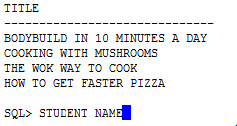 TITLE
------------------------------
BODYBUILD IN 10 MINUTES A DAY
COOKING WITH MUSHROOMS
THE WOK WAY TO COOK
HOW TO GET FASTER PIZZA
SQL> STUDENT NAME